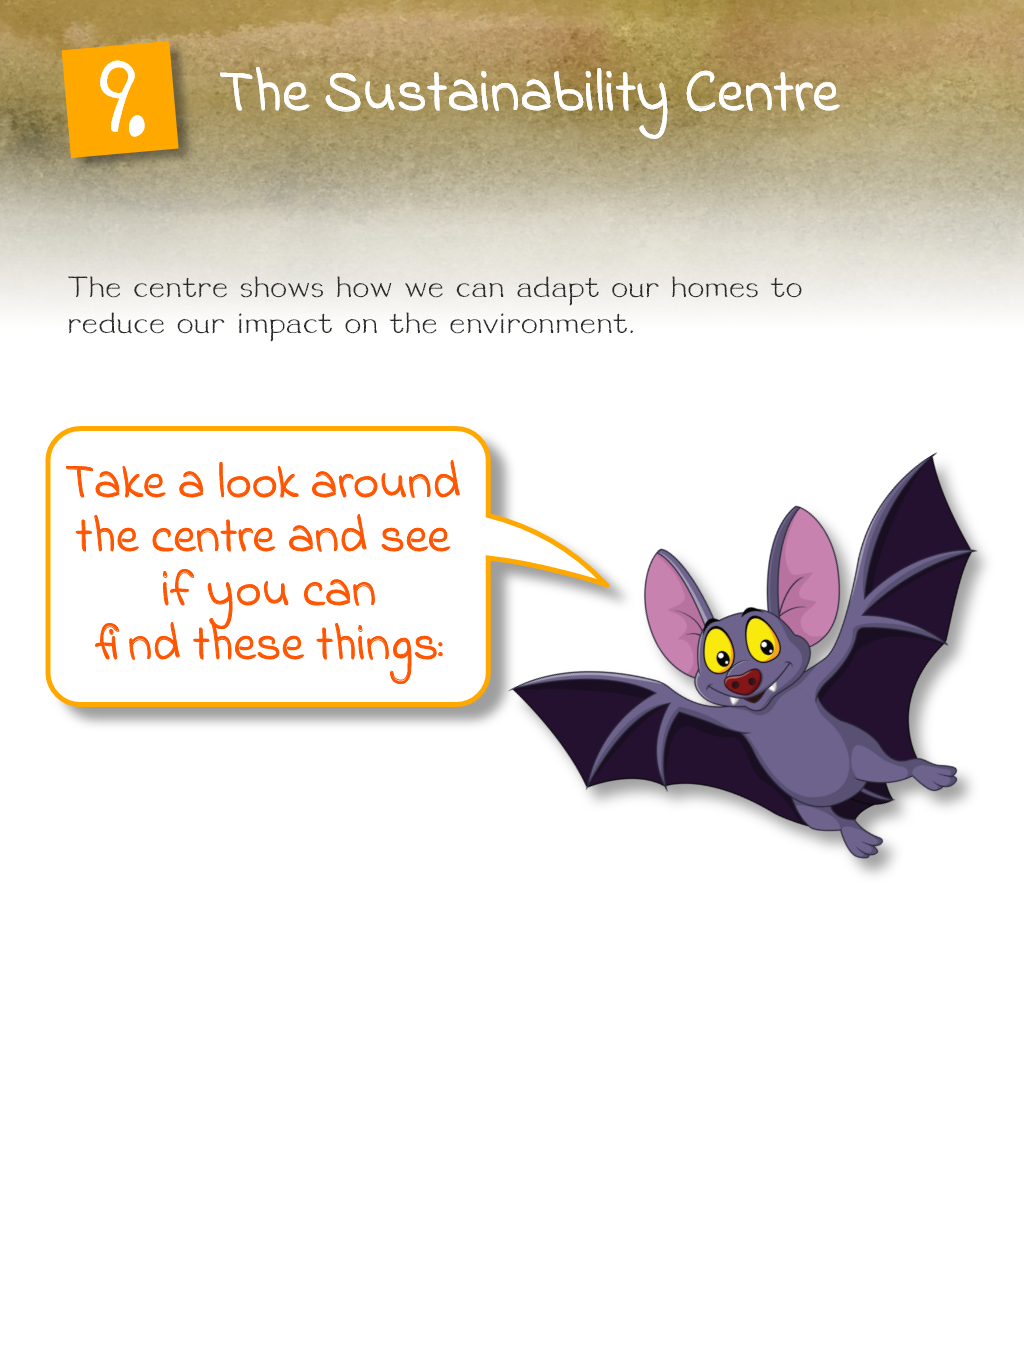 9.
The Sustainability Centre
The centre shows how we can adapt our homes to
reduce our impact on the environment.
Take a look around
the centre and see
if you can
find these things: